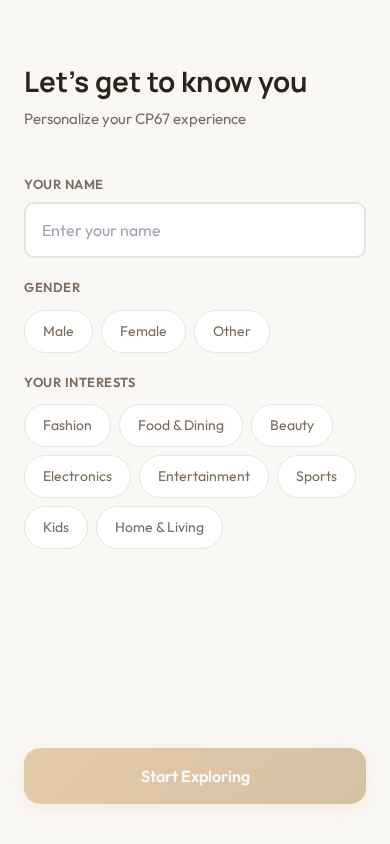 Let's get to know you
Personalize your CP67 experience
YOUR NAME
Enter your name
GENDER
Male Female Other
YOUR INTERESTS
Fashion Food & Dining Beauty
Electronics Entertainment Sports
Kids Home & Living
Start Exploring